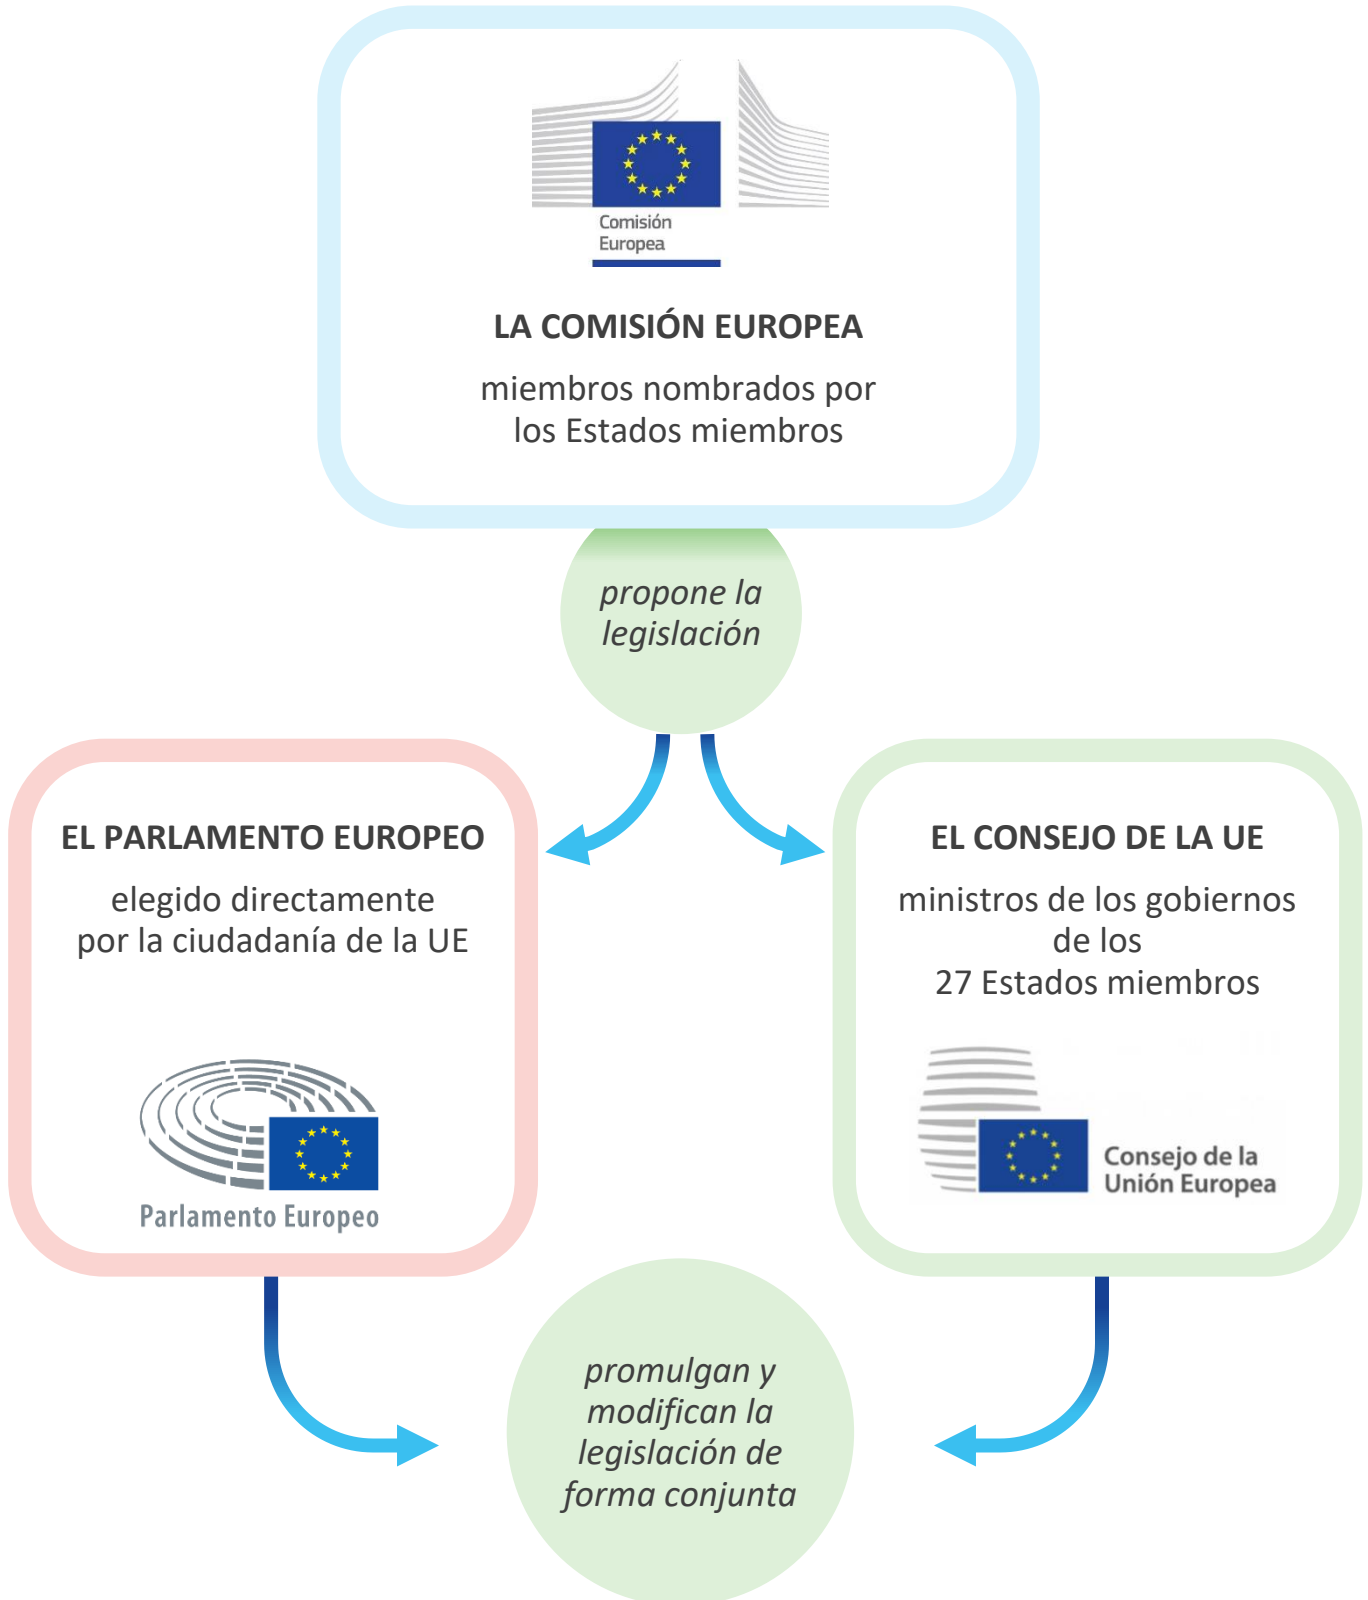 Comisión
Europea
LA COMISIÓN EUROPEA
miembros nombrados por
los Estados miembros
propone la
legislación
EL PARLAMENTO EUROPEO
elegido directamente
por la ciudadanía de la UE
Parlamento Europeo
EL CONSEJO DE LA UE
ministros de los gobiernos
de los
27 Estados miembros
Consejo de la
Unión Europea
promulgan y
modifican la
legislación de
forma conjunta